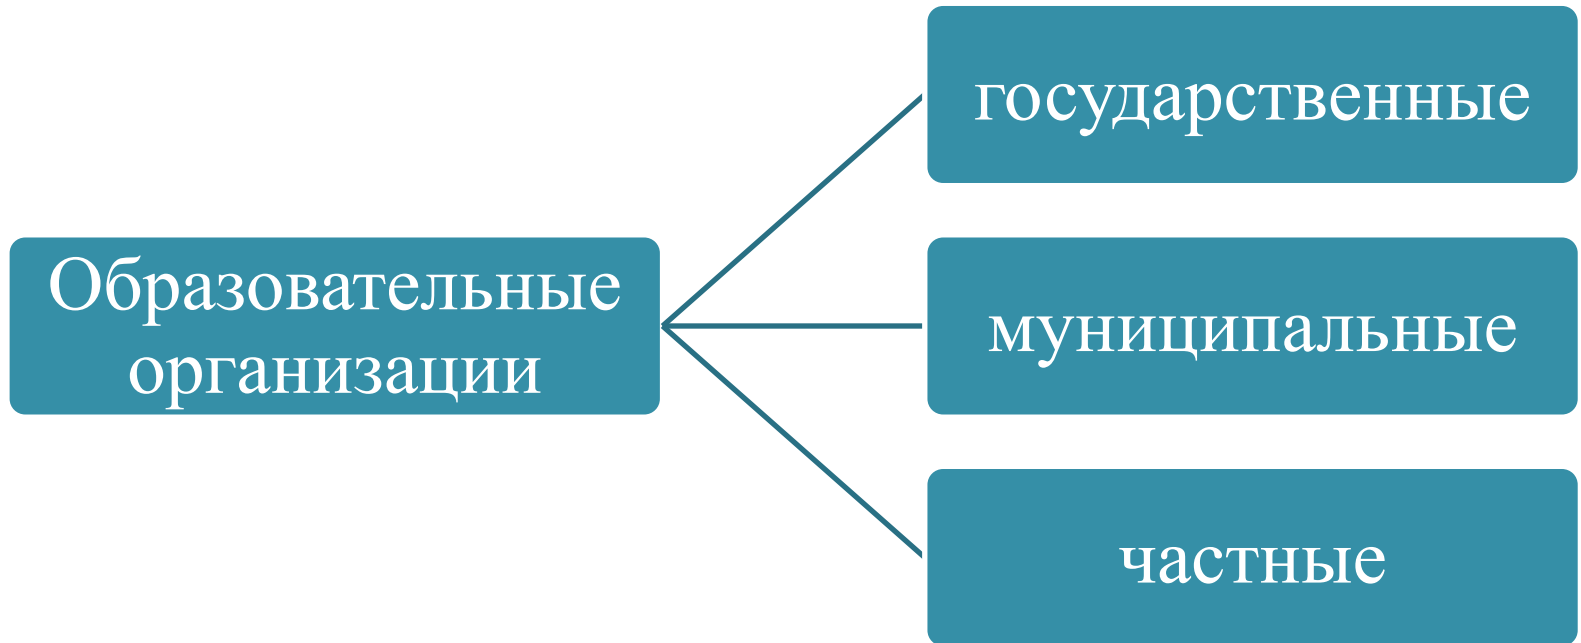 Образовательные
организации
государственные
муниципальные
частные